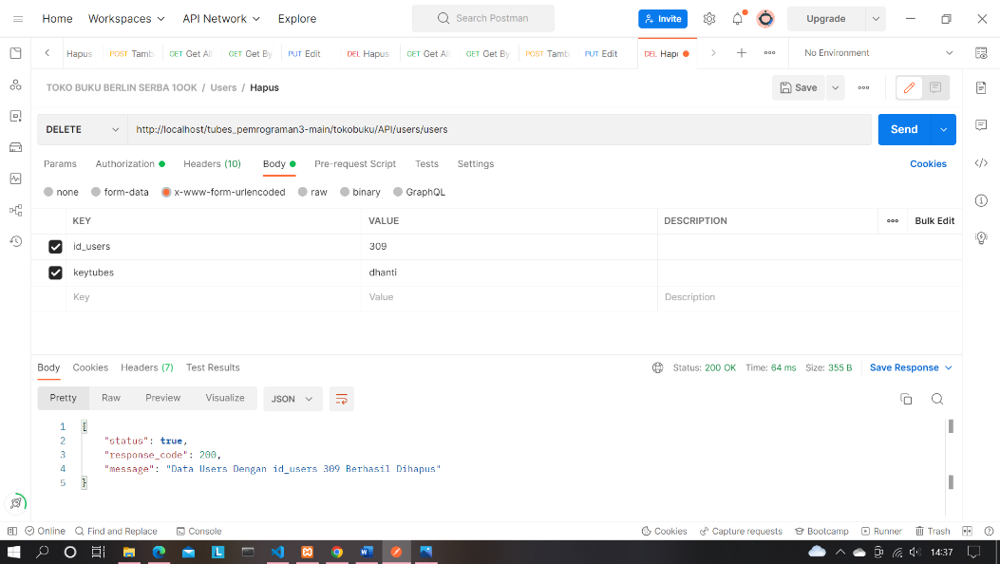 Home Workspaces API Network Explore Search Postman Invite Upgrade
Hapus POST Tamb GET Get Al GET Get By PUT Edit DEL Hapus GET Get Al GET Get By POST Tamb PUT Edit DEL Hap No Environment
TOKO BUKU BERLIN SERBA 1OOK / Users / Hapus Save
DELETE http://localhost/tubes_pemrograman3-main/tokobuku/API/users/users Send
Params Authorization Headers (10) Body Pre-request Script Tests Settings Cookies
none form-data x-www-form-urlencoded raw binary GraphQL
KEY VALUE DESCRIPTION Bulk Edit
id_users 309
keytubes dhanti
Key Value Description
Body Cookies Headers (7) Test Results Status: 200 OK Time: 64 ms Size: 355 B Save Response
Pretty Raw Preview Visualize JSON
1 {
2 "status": true,
3 "response_code": 200,
4 "message": "Data Users Dengan id_users 309 Berhasil Dihapus"
5 }
Online Find and Replace Console Cookies Capture requests Bootcamp Runner Trash
14:37